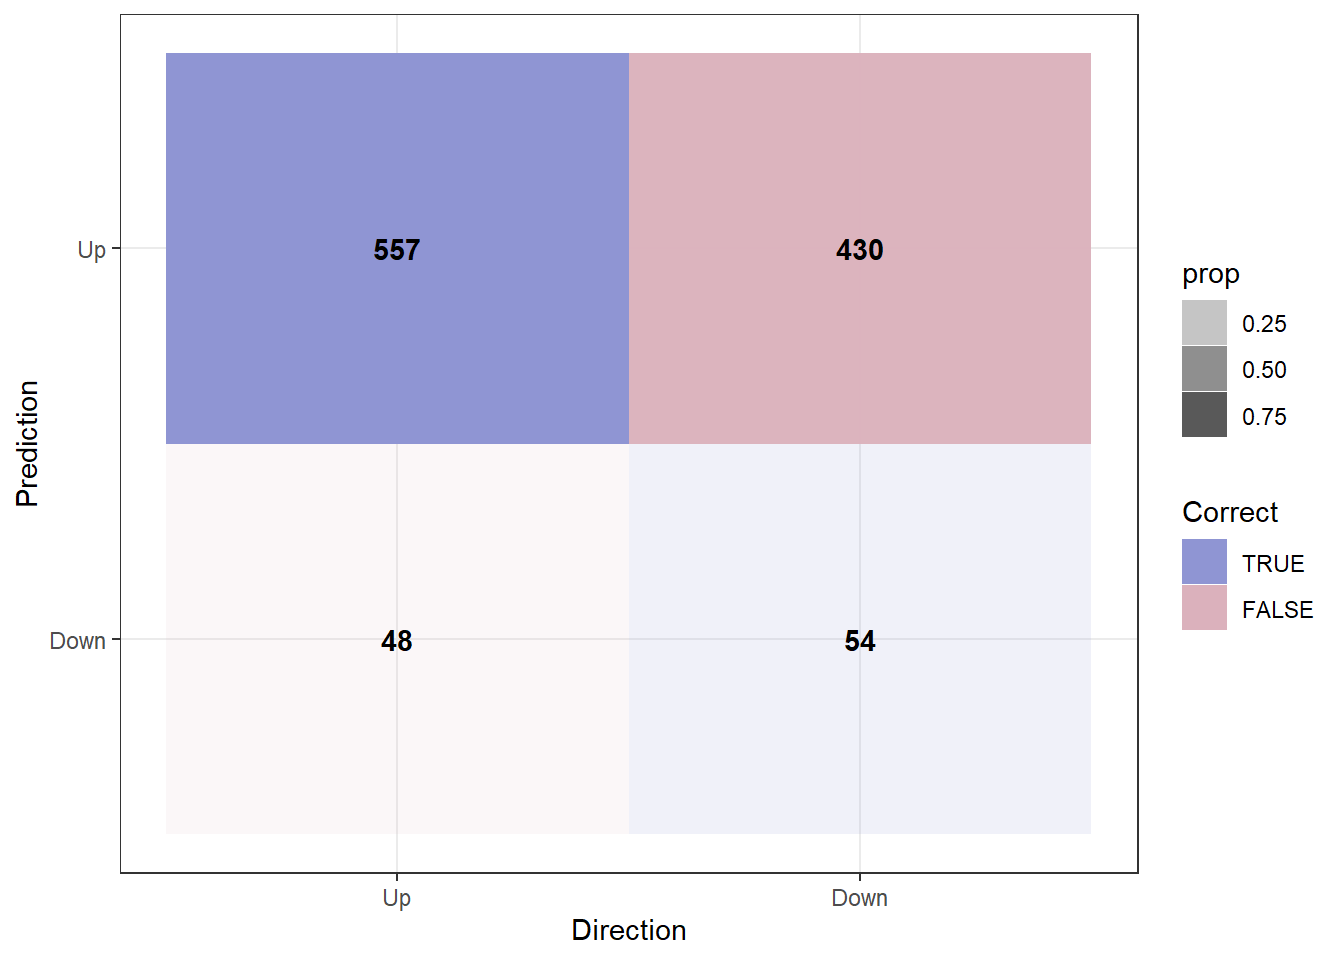 Prediction
Up
Down
557
430
48
54
Up
Down
Direction
prop
0.25
0.50
0.75
Correct
TRUE
FALSE